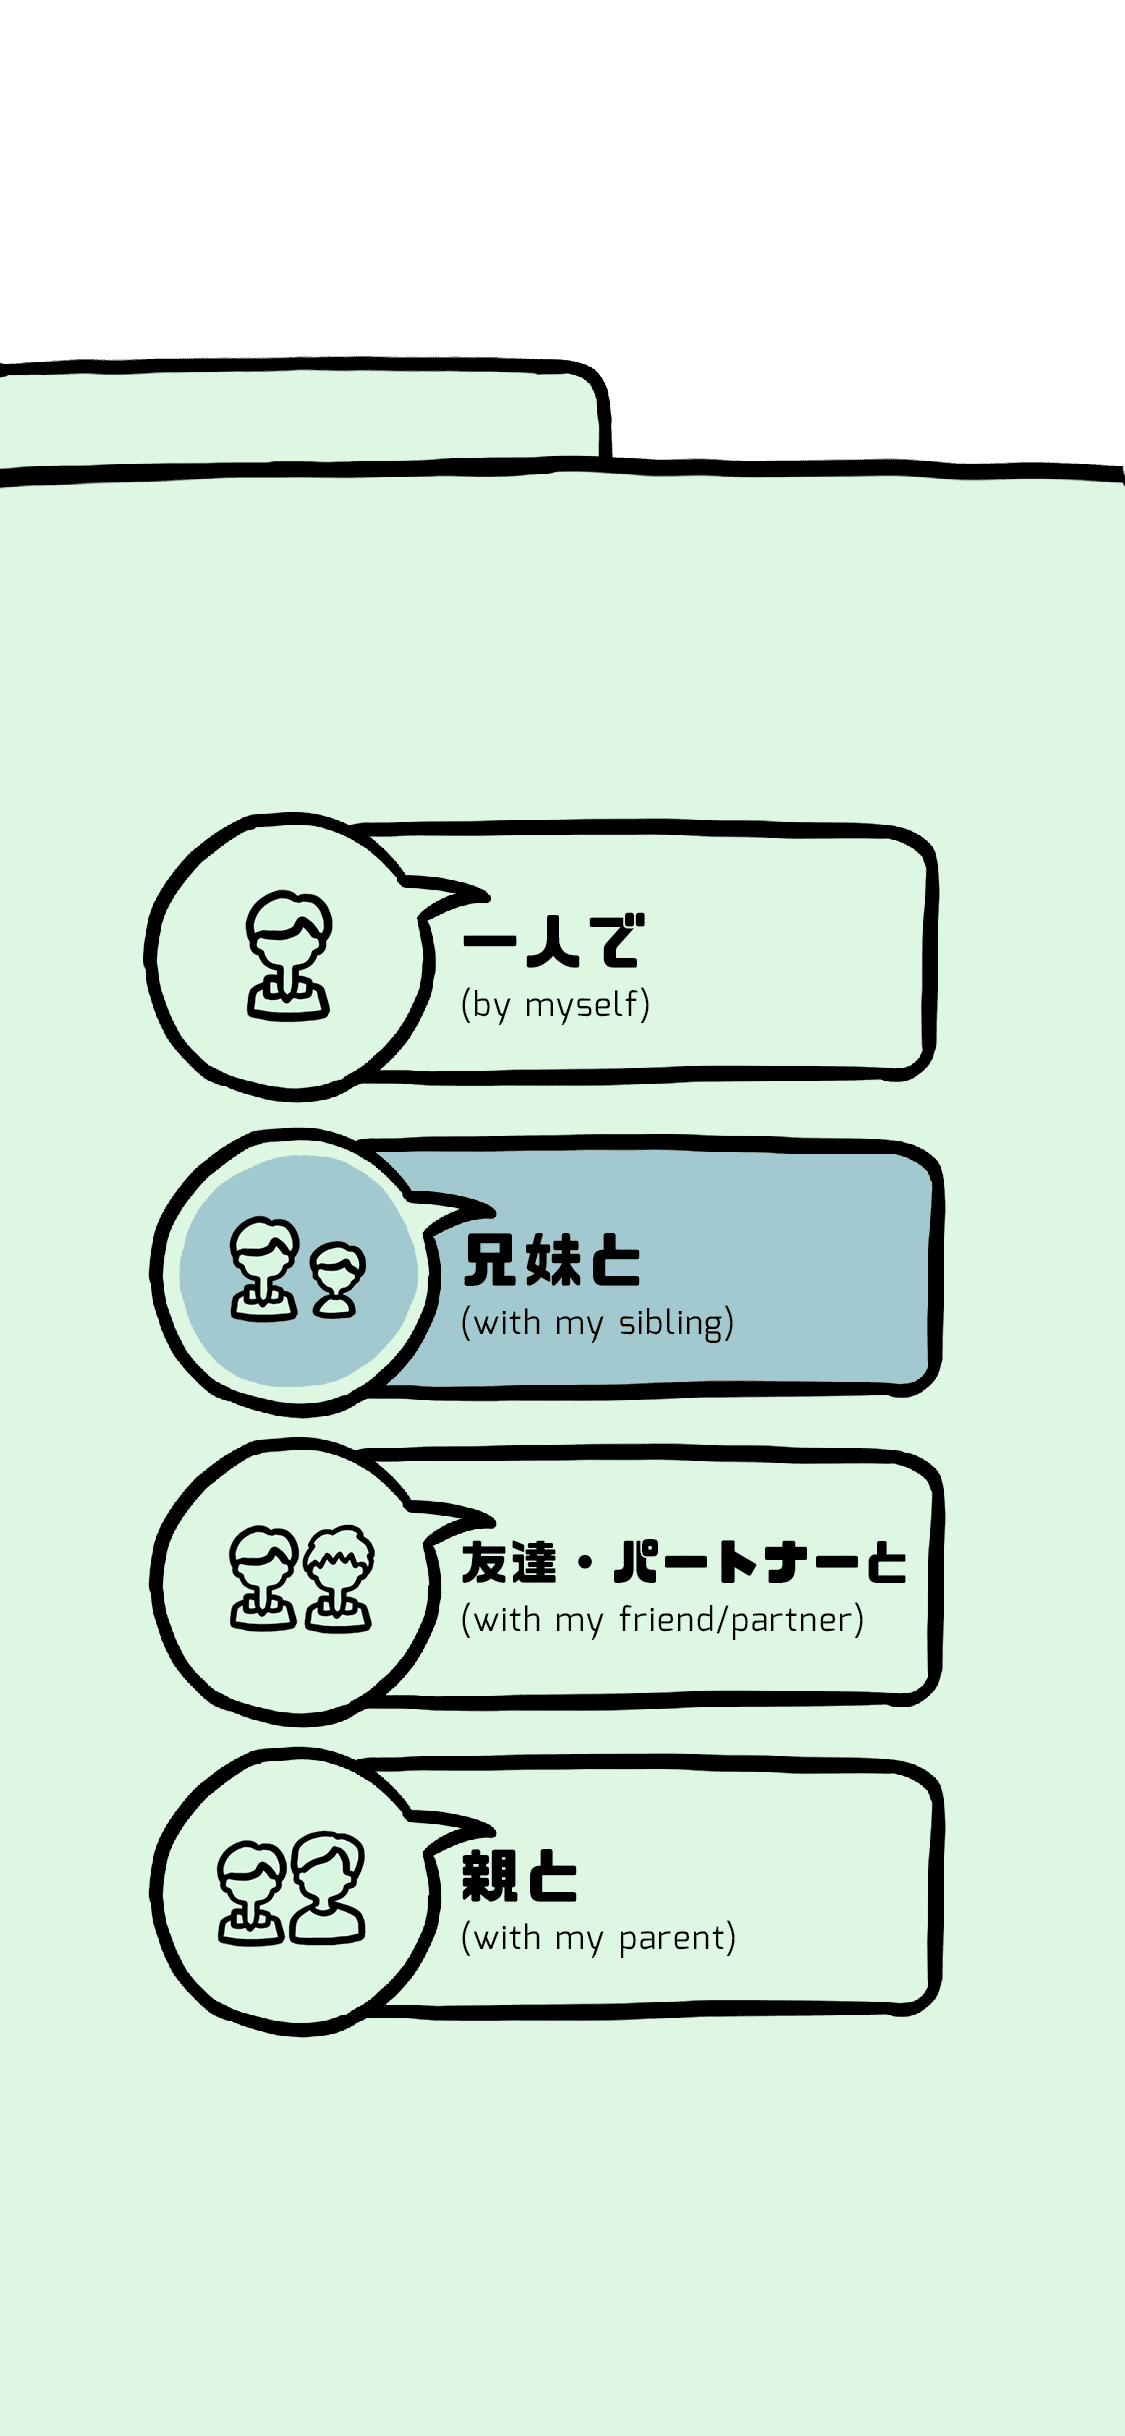 一人で
(by myself)
兄妹と
(with my sibling)
友達・パートナーと
(with my friend/partner)
親と
(with my parent)